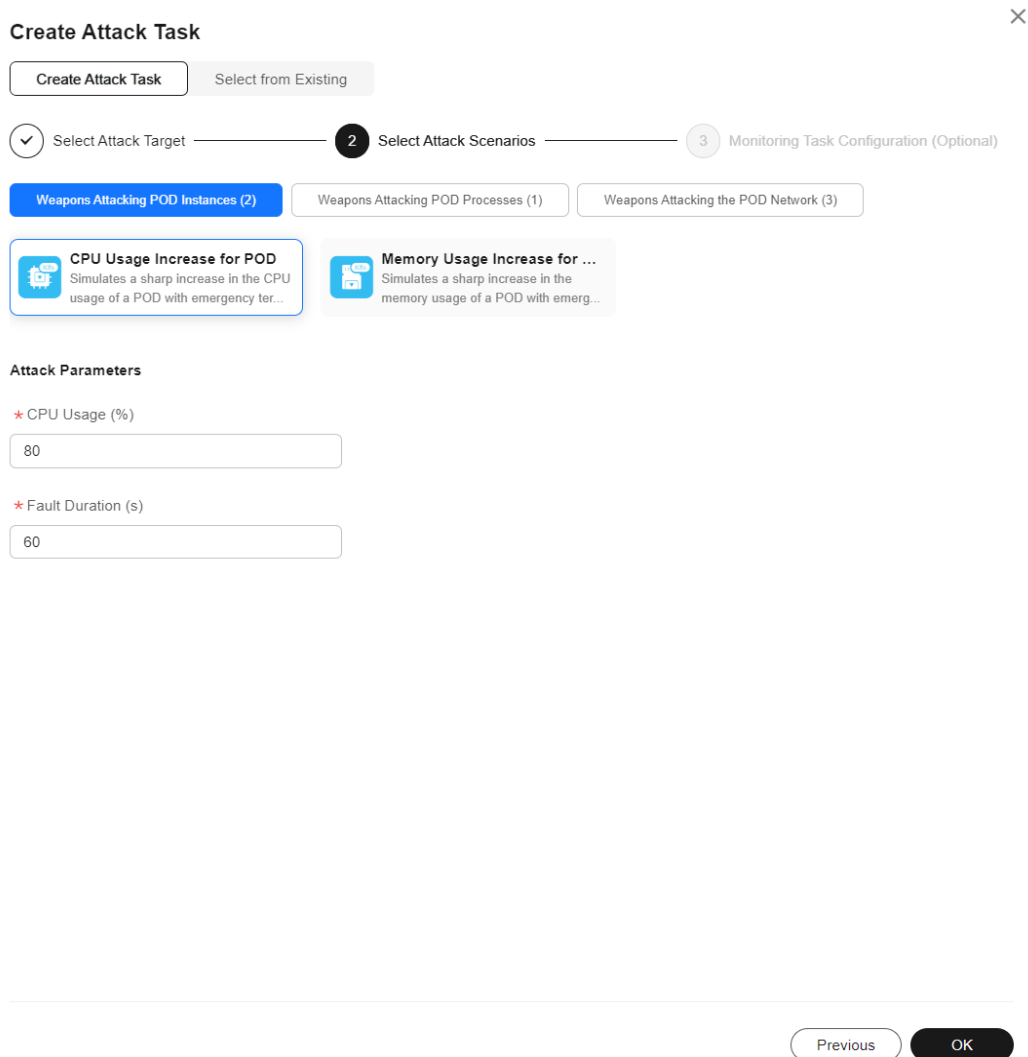 Create Attack Task
Create Attack Task
Select from Existing
Select Attack Target
2
Select Attack Scenarios
3
Monitoring Task Configuration (Optional)
Weapons Attacking POD Instances (2)
Weapons Attacking POD Processes (1)
Weapons Attacking the POD Network (3)
CPU Usage Increase for POD
Simulates a sharp increase in the CPU
usage of a POD with emergency ter...
Memory Usage Increase for ...
Simulates a sharp increase in the
memory usage of a POD with emerg...
Attack Parameters
* CPU Usage (%)
80
* Fault Duration (s)
60
Previous
OK